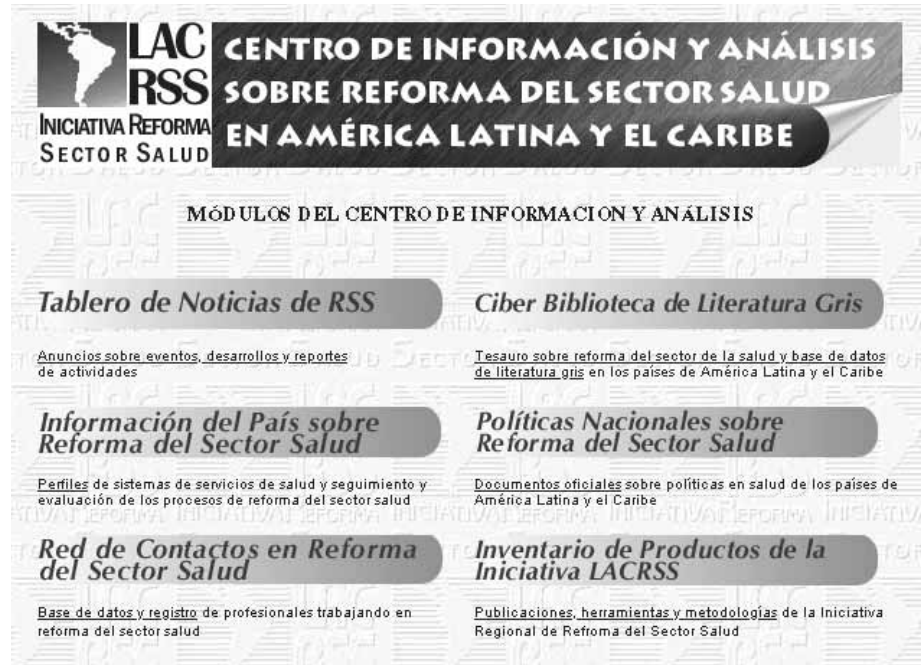 LAC
RSS
INICIATIVA REFORMA
SECTOR SALUD
CENTRO DE INFORMACIÓN Y ANÁLISIS
SOBRE REFORMA DEL SECTOR SALUD
EN AMÉRICA LATINA Y EL CARIBE
MÓDULOS DEL CENTRO DE INFORMACION Y ANÁLISIS
Tablero de Noticias de RSS
Anuncios sobre eventos, desarrollos y reportes
de actividades
Ciber Biblioteca de Literatura Gris
Tesauro sobre reforma del sector de la salud y base de datos
de literatura gris en los países de América Latina y el Caribe
Información del País sobre
Reforma del Sector Salud
Perfiles de sistemas de servicios de salud y seguimiento y
evaluación de los procesos de reforma del sector salud
Políticas Nacionales sobre
Reforma del Sector Salud
Documentos oficiales sobre políticas en salud de los países de
América Latina y el Caribe
Red de Contactos en Reforma
del Sector Salud
Base de datos y registro de profesionales trabajando en
reforma del sector salud
Inventario de Productos de la
Iniciativa LACRSS
Publicaciones, herramientas y metodologías de la Iniciativa
Regional de Refroma del Sector Salud